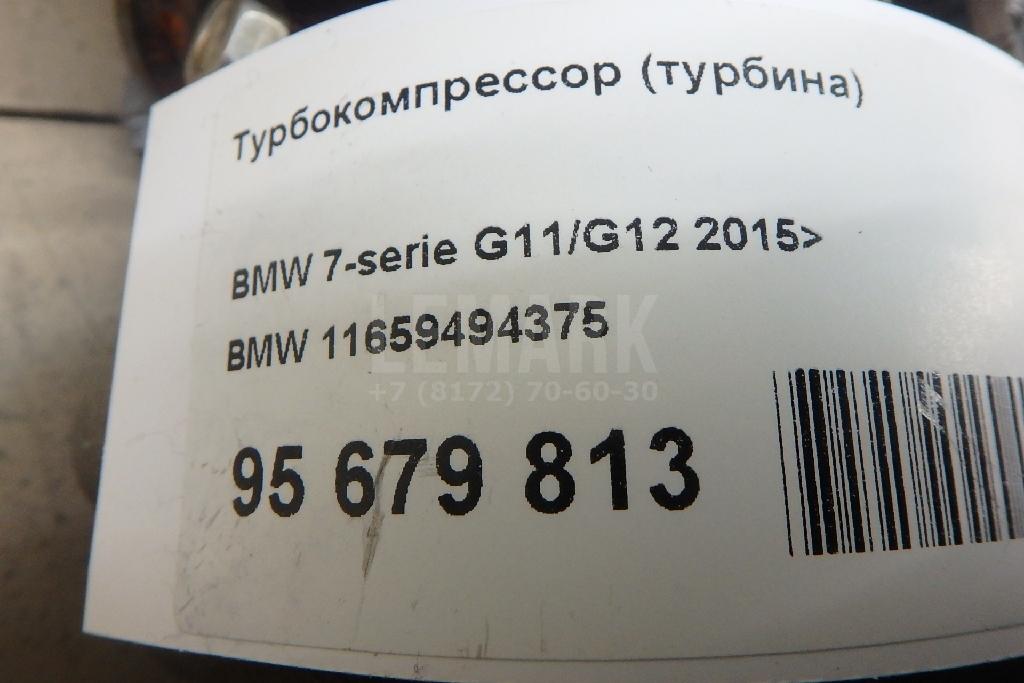 Турбокомпрессор (турбина)
BMW 7-serie G11/G12 2015>
BMW 11659494375
LEMARK
+7 (8172) 70-60-30
95 679 813